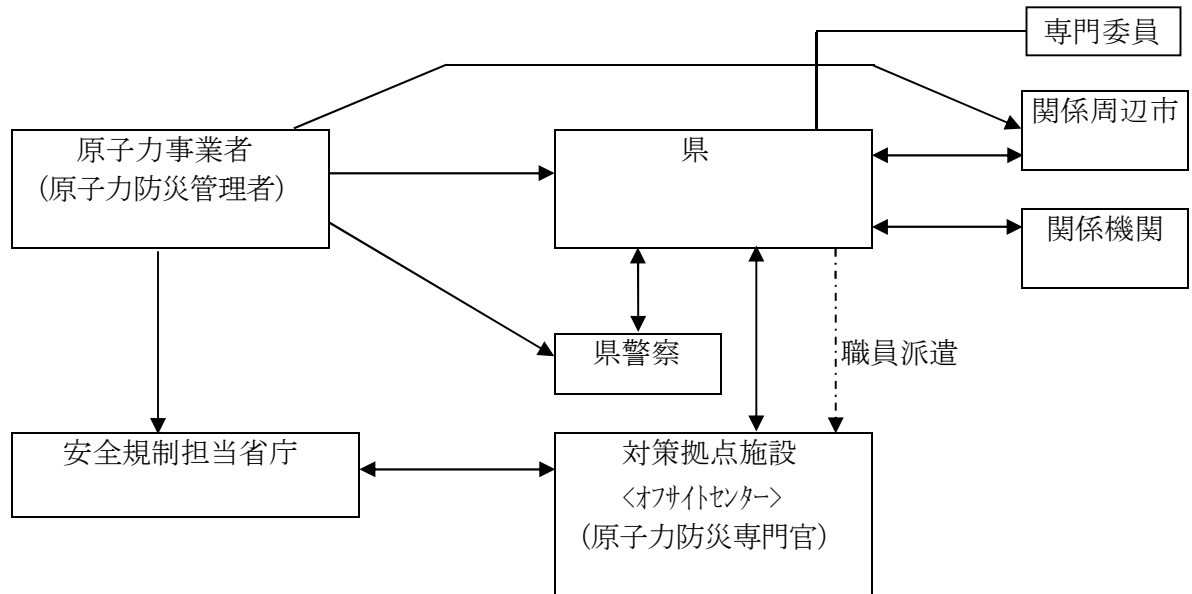 専門委員
関係周辺市
原子力事業者
(原子力防災管理者)
県
関係機関
県警察
職員派遣
安全規制担当省庁
対策拠点施設
<ｵﾌｻｲﾄｾﾝﾀｰ>
(原子力防災専門官)